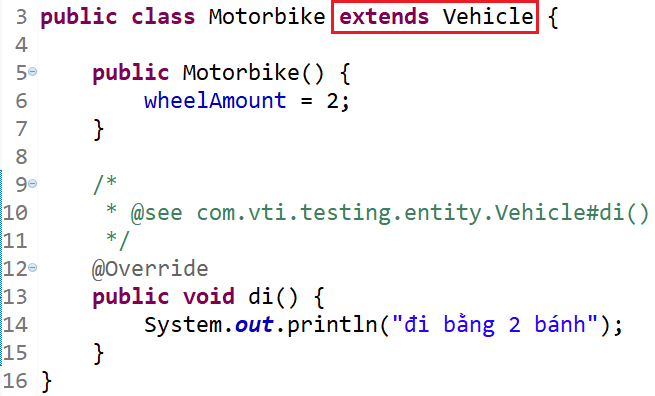 3 public class Motorbike extends Vehicle {
4
5 public Motorbike() {
6 wheelAmount = 2;
7 }
8
9 /*
10 * @see com.vti.testing.entity.Vehicle#di()
11 */
12 @Override
13 public void di() {
14 System.out.println("đi bằng 2 bánh");
15 }
16 }